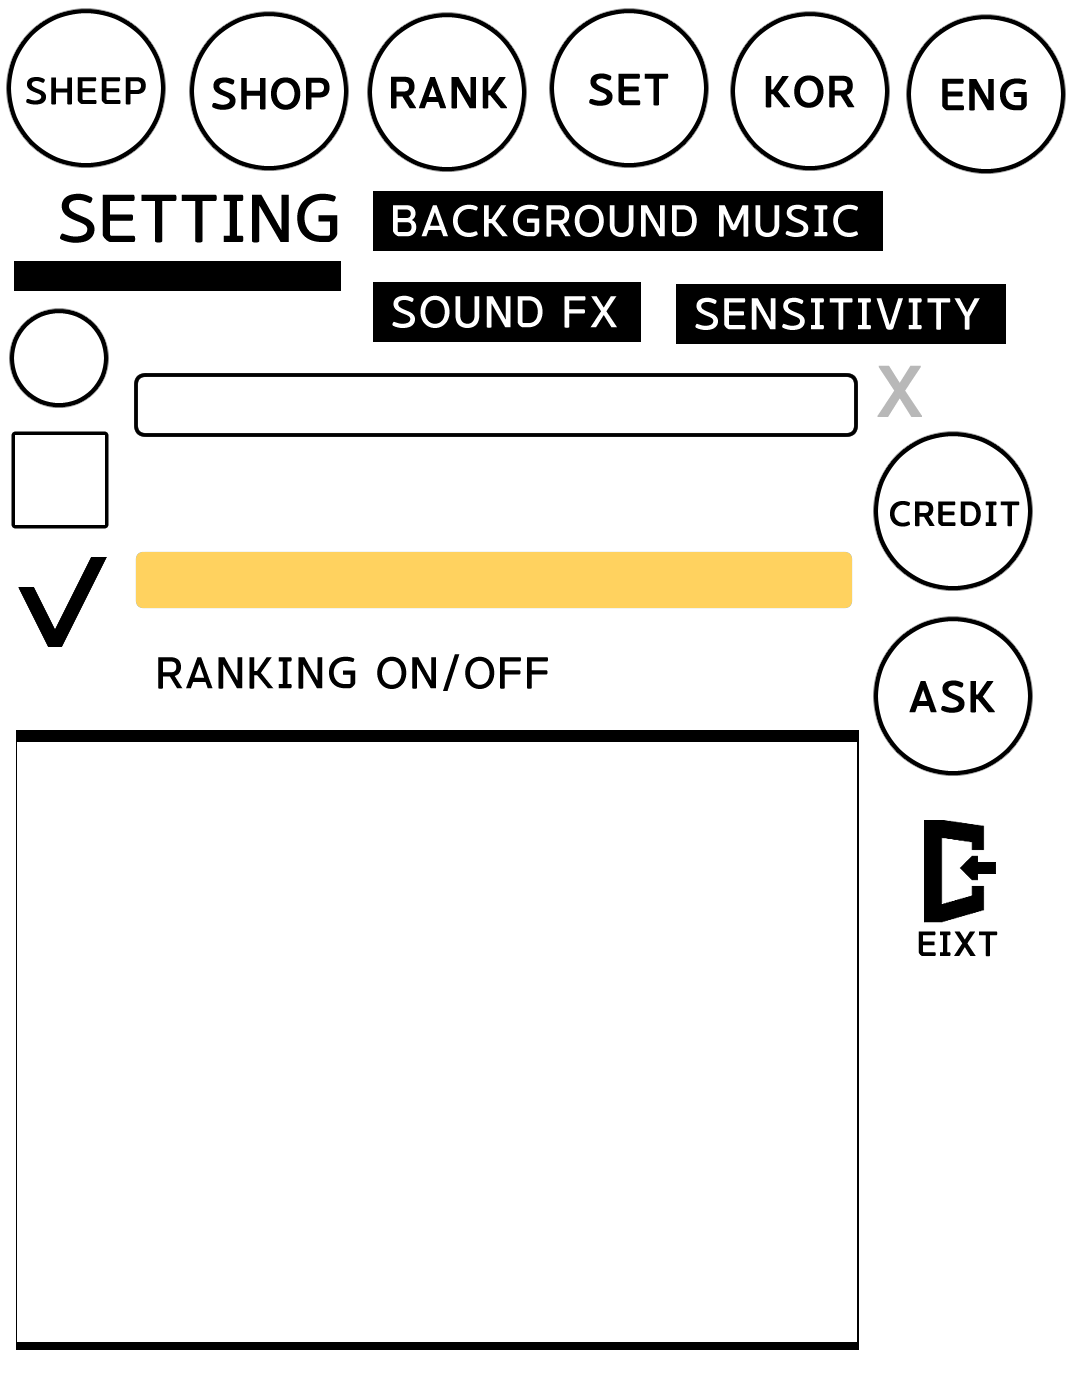 SHEEP
SHOP
RANK
SET
KOR
ENG
SETTING
BACKGROUND MUSIC
SOUND FX
SENSITIVITY
X
CREDIT
RANKING ON/OFF
ASK
EIXT